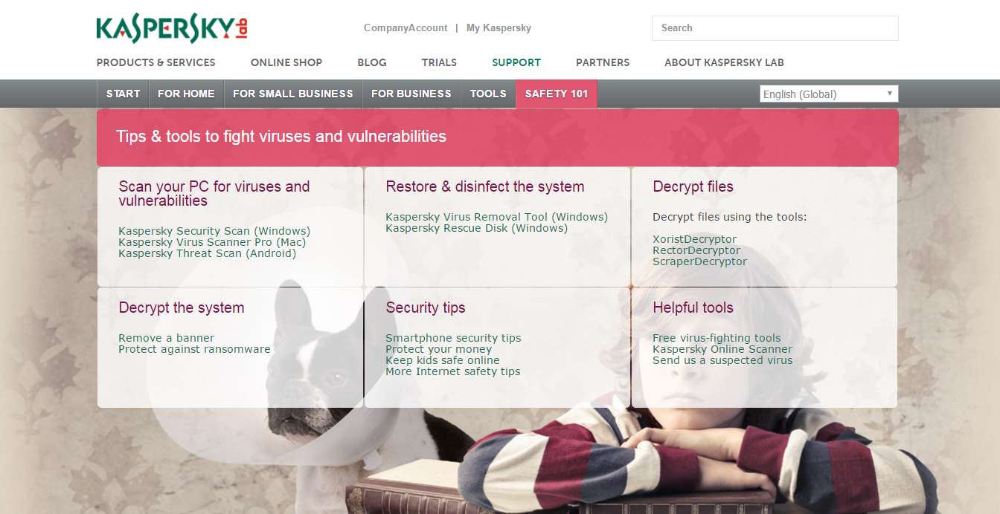 KASPERSKY lab
CompanyAccount | My Kaspersky
Search
PRODUCTS & SERVICES ONLINE SHOP BLOG TRIALS SUPPORT PARTNERS ABOUT KASPERSKY LAB
START FOR HOME FOR SMALL BUSINESS FOR BUSINESS TOOLS SAFETY 101 English (Global)
Tips & tools to fight viruses and vulnerabilities
Scan your PC for viruses and
vulnerabilities
Kaspersky Security Scan (Windows)
Kaspersky Virus Scanner Pro (Mac)
Kaspersky Threat Scan (Android)
Restore & disinfect the system
Kaspersky Virus Removal Tool (Windows)
Kaspersky Rescue Disk (Windows)
Decrypt files
Decrypt files using the tools:
XoristDecryptor
RectorDecryptor
ScraperDecryptor
Decrypt the system
Remove a banner
Protect against ransomware
Security tips
Smartphone security tips
Protect your money
Keep kids safe online
More Internet safety tips
Helpful tools
Free virus-fighting tools
Kaspersky Online Scanner
Send us a suspected virus